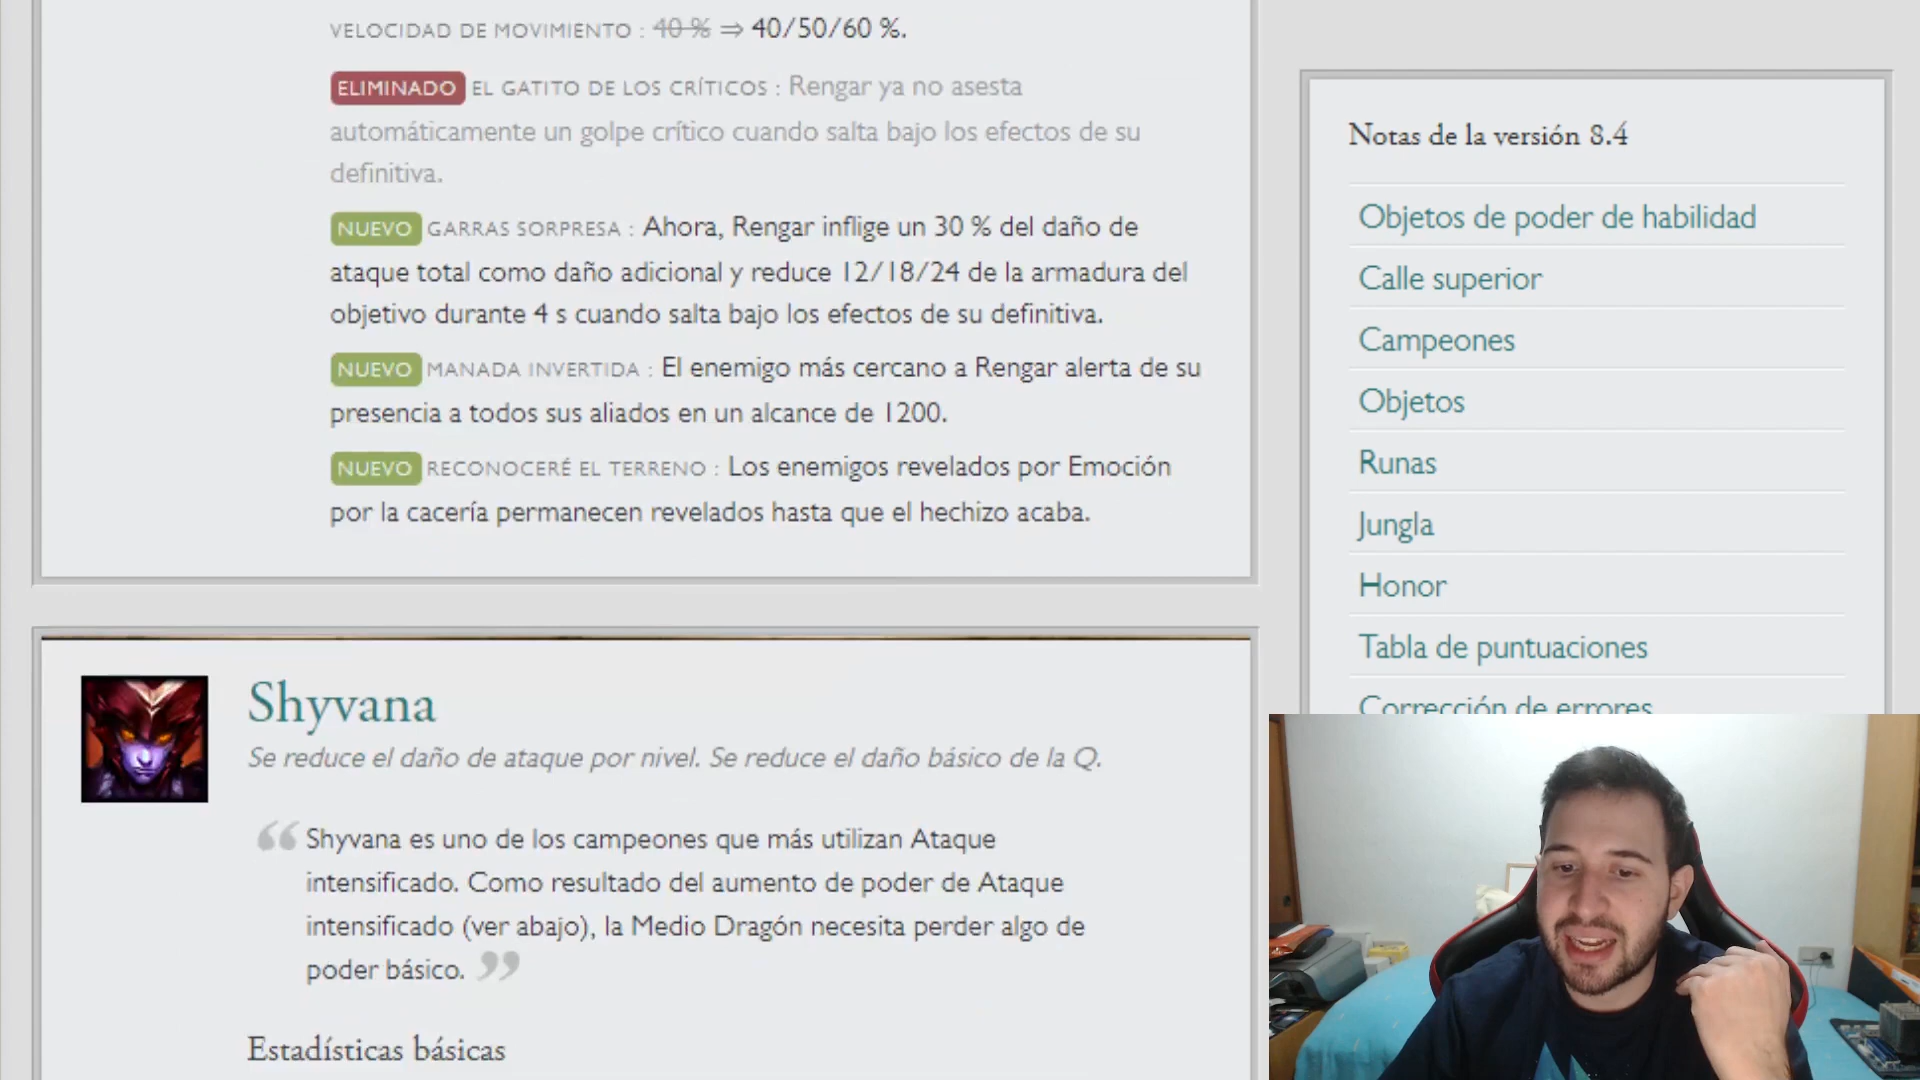 VELOCIDAD DE MOVIMIENTO : 40 % ⇒ 40/50/60 %.
ELIMINADO EL GATITO DE LOS CRÍTICOS : Rengar ya no asesta
automáticamente un golpe crítico cuando salta bajo los efectos de su
definitiva.
NUEVO GARRAS SORPRESA : Ahora, Rengar inflige un 30 % del daño de
ataque total como daño adicional y reduce 12/18/24 de la armadura del
objetivo durante 4 s cuando salta bajo los efectos de su definitiva.
NUEVO MANADA INVERTIDA : El enemigo más cercano a Rengar alerta de su
presencia a todos sus aliados en un alcance de 1200.
NUEVO RECONOCERÉ EL TERRENO : Los enemigos revelados por Emoción
por la cacería permanecen revelados hasta que el hechizo acaba.
Shyvana
Se reduce el daño de ataque por nivel. Se reduce el daño básico de la Q.
“ Shyvana es uno de los campeones que más utilizan Ataque
intensificado. Como resultado del aumento de poder de Ataque
intensificado (ver abajo), la Medio Dragón necesita perder algo de
poder básico. ”
Estadísticas básicas
Notas de la versión 8.4
Objetos de poder de habilidad
Calle superior
Campeones
Objetos
Runas
Jungla
Honor
Tabla de puntuaciones
Corrección de errores